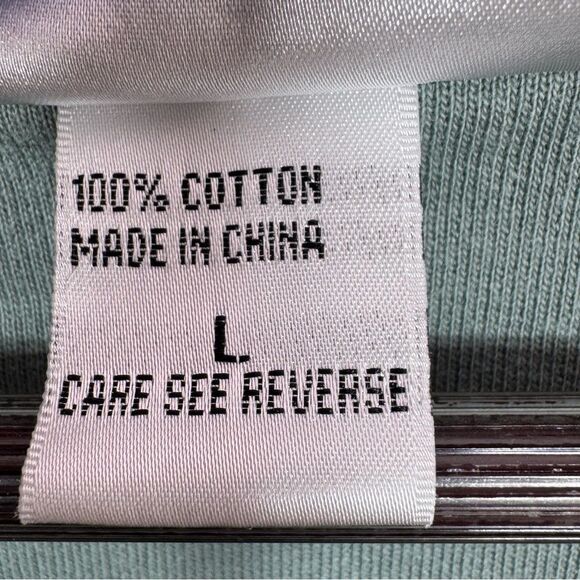 100% COTTON
MADE IN CHINA
L
CARE SEE REVERSE